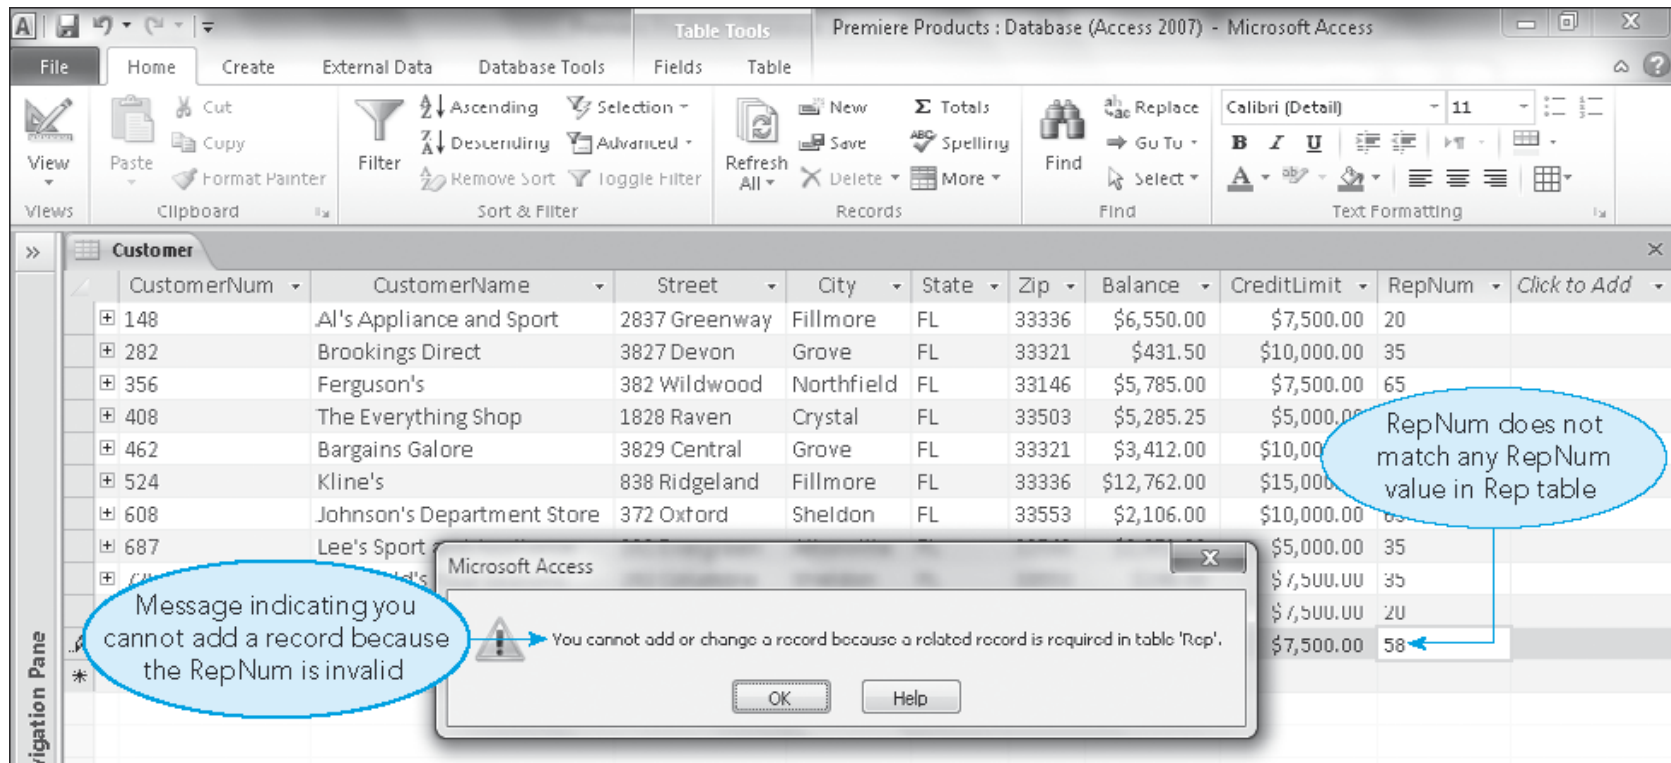 Table Tools
Premiere Products : Database (Access 2007) - Microsoft Access
File Home Create External Data Database Tools Fields Table
View
Views
Paste
Cut
Copy
Format Painter
Clipboard
Filter
Ascending
Descending
Remove Sort
Selection
Advanced
Toggle Filter
Sort & Filter
Refresh
All
New
Save
Delete
Totals
Spelling
More
Records
Find
Replace
Go To
Select
Find
Calibri (Detail) 11
B I U
Text Formatting
Customer
CustomerNum CustomerName Street City State Zip Balance CreditLimit RepNum Click to Add
148 Al's Appliance and Sport 2837 Greenway Fillmore FL 33336 $6,550.00 $7,500.00 20
282 Brookings Direct 3827 Devon Grove FL 33321 $431.50 $10,000.00 35
356 Ferguson's 382 Wildwood Northfield FL 33146 $5,785.00 $7,500.00 65
408 The Everything Shop 1828 Raven Crystal FL 33503 $5,285.25 $5,000.00
462 Bargains Galore 3829 Central Grove FL 33321 $3,412.00
524 Kline's 838 Ridgeland Fillmore FL 33336 $12,762.00
608 Johnson's Department Store 372 Oxford Sheldon FL 33553 $2,106.00 $10,000.00
687 Lee's Sport $5,000.00 35
$7,500.00 35
$7,500.00 20
$7,500.00 58
RepNum does not
match any RepNum
value in Rep table
Message indicating you
cannot add a record because
the RepNum is invalid
Microsoft Access
You cannot add or change a record because a related record is required in table 'Rep'.
OK Help
vigation Pane